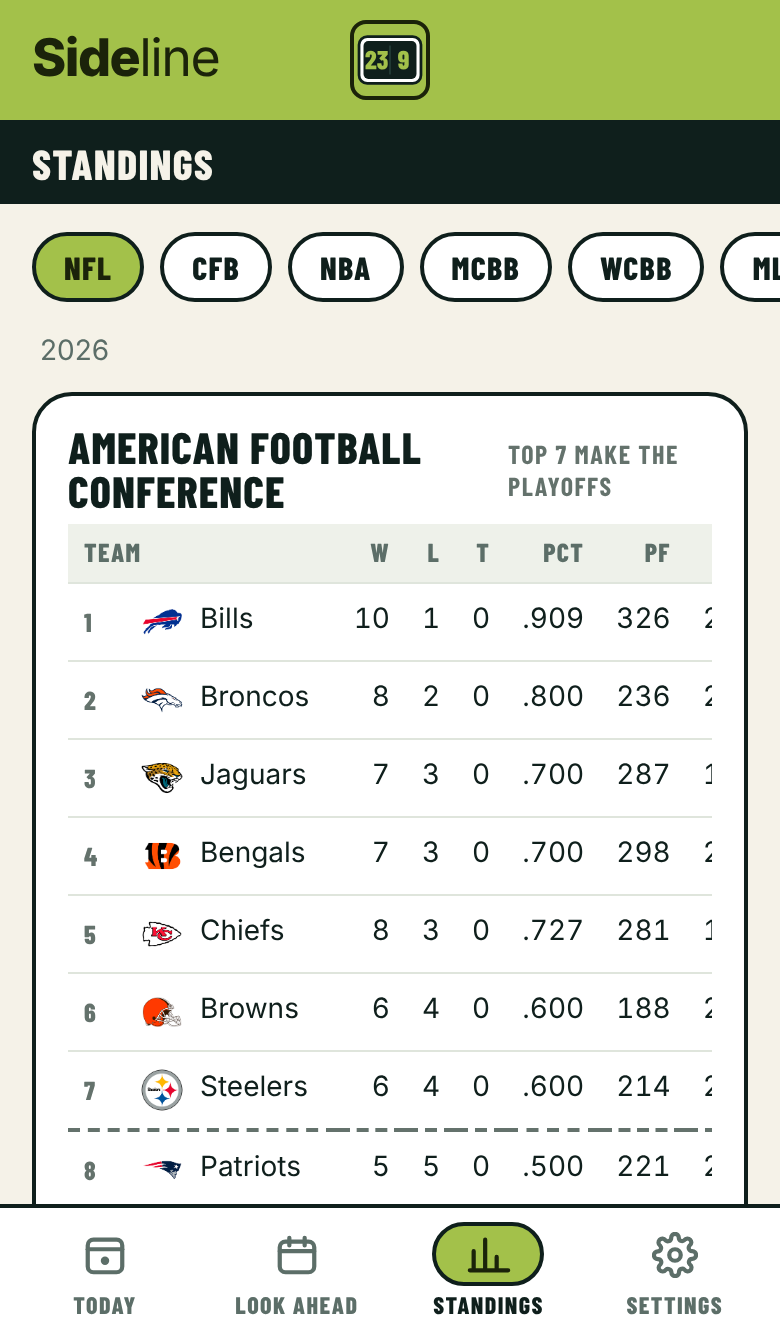 Sideline
23 9
STANDINGS
NFL CFB NBA MCBB WCBB
2026
AMERICAN FOOTBALL CONFERENCE
TOP 7 MAKE THE PLAYOFFS
TEAM W L T PCT PF
1 Bills 10 1 0 .909 326
2 Broncos 8 2 0 .800 236
3 Jaguars 7 3 0 .700 287
4 Bengals 7 3 0 .700 298
5 Chiefs 8 3 0 .727 281
6 Browns 6 4 0 .600 188
7 Steelers 6 4 0 .600 214
8 Patriots 5 5 0 .500 221
TODAY LOOK AHEAD STANDINGS SETTINGS